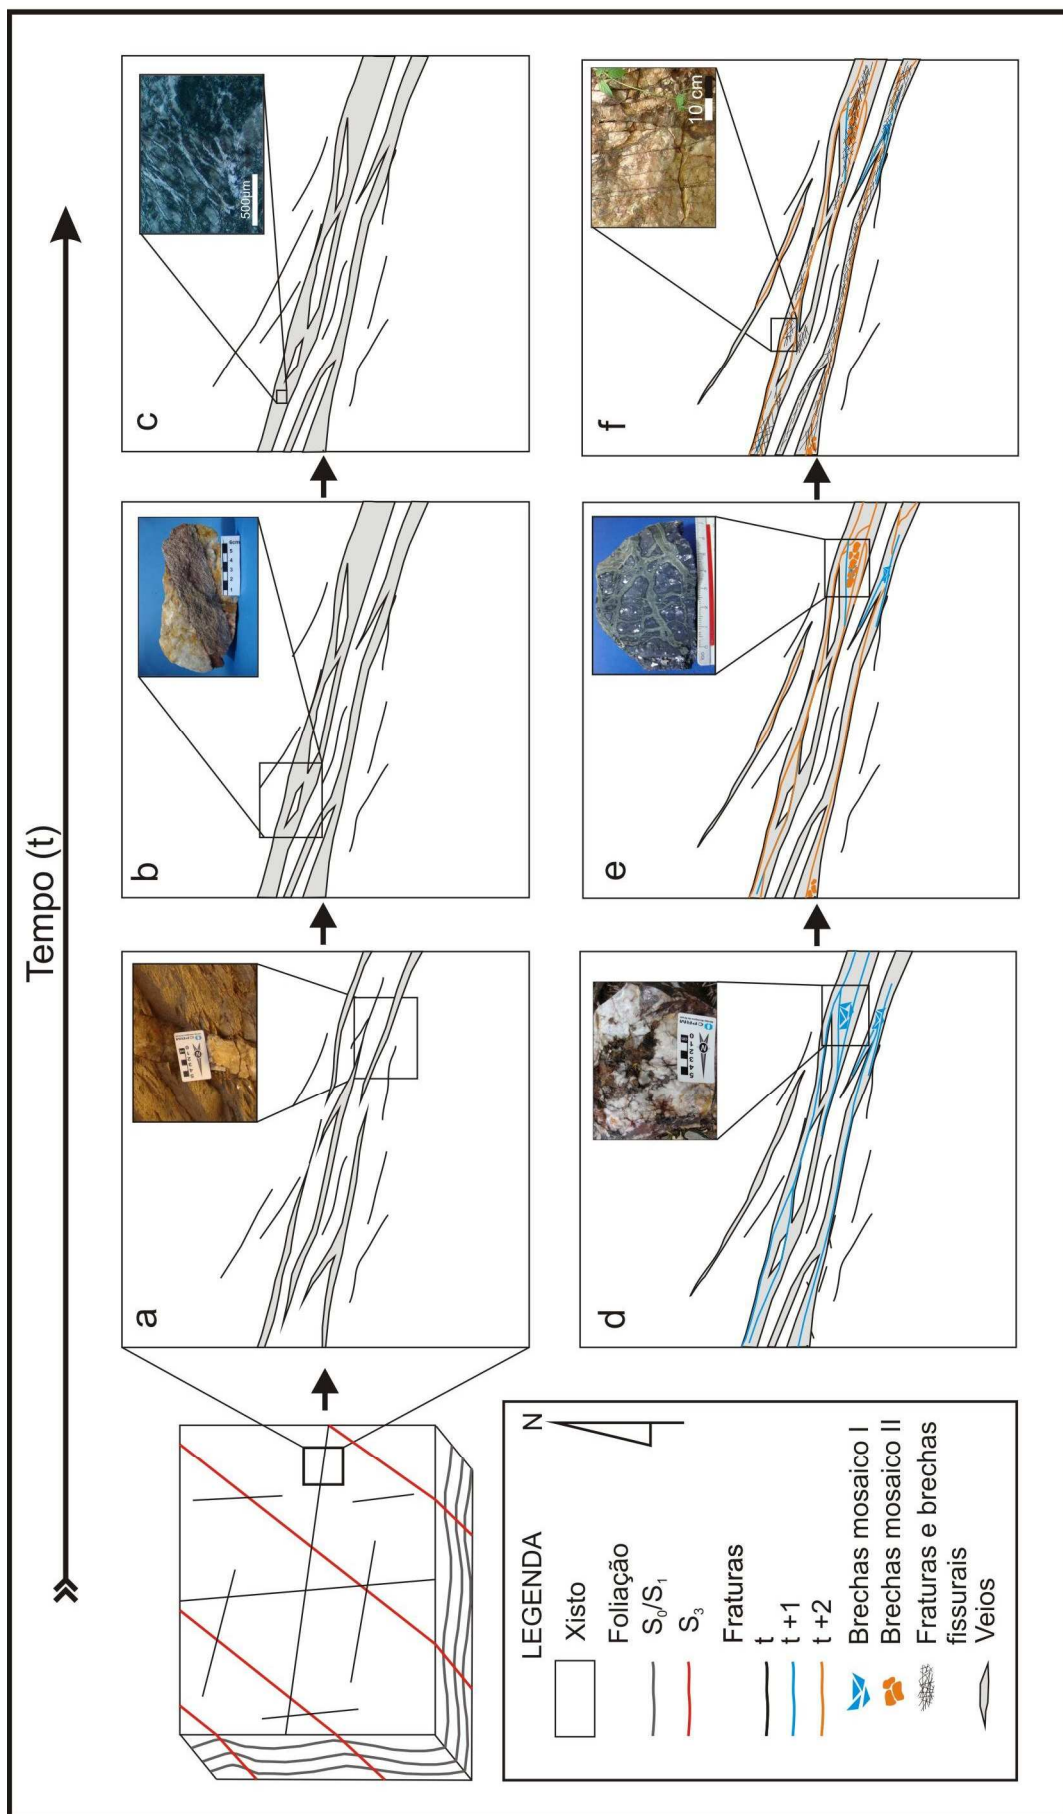 Tempo (t)
a
b
c
500µm
d
e
f
10 cm
LEGENDA
N
Xisto
Foliação
S₀/S₁
S₃
Fraturas
t
t +1
t +2
Brechas mosaico I
Brechas mosaico II
Fraturas e brechas
fissurais
Veios
CPRM